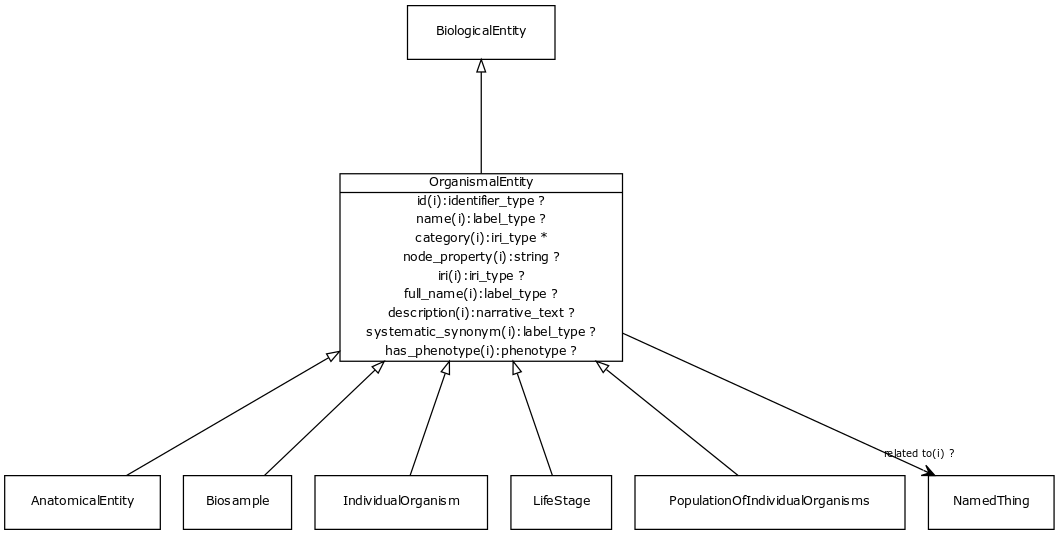 BiologicalEntity
OrganismalEntity
id(i):identifier_type ?
name(i):label_type ?
category(i):iri_type *
node_property(i):string ?
iri(i):iri_type ?
full_name(i):label_type ?
description(i):narrative_text ?
systematic_synonym(i):label_type ?
has_phenotype(i):phenotype ?
related to(i) ?
AnatomicalEntity
Biosample
IndividualOrganism
LifeStage
PopulationOfIndividualOrganisms
NamedThing